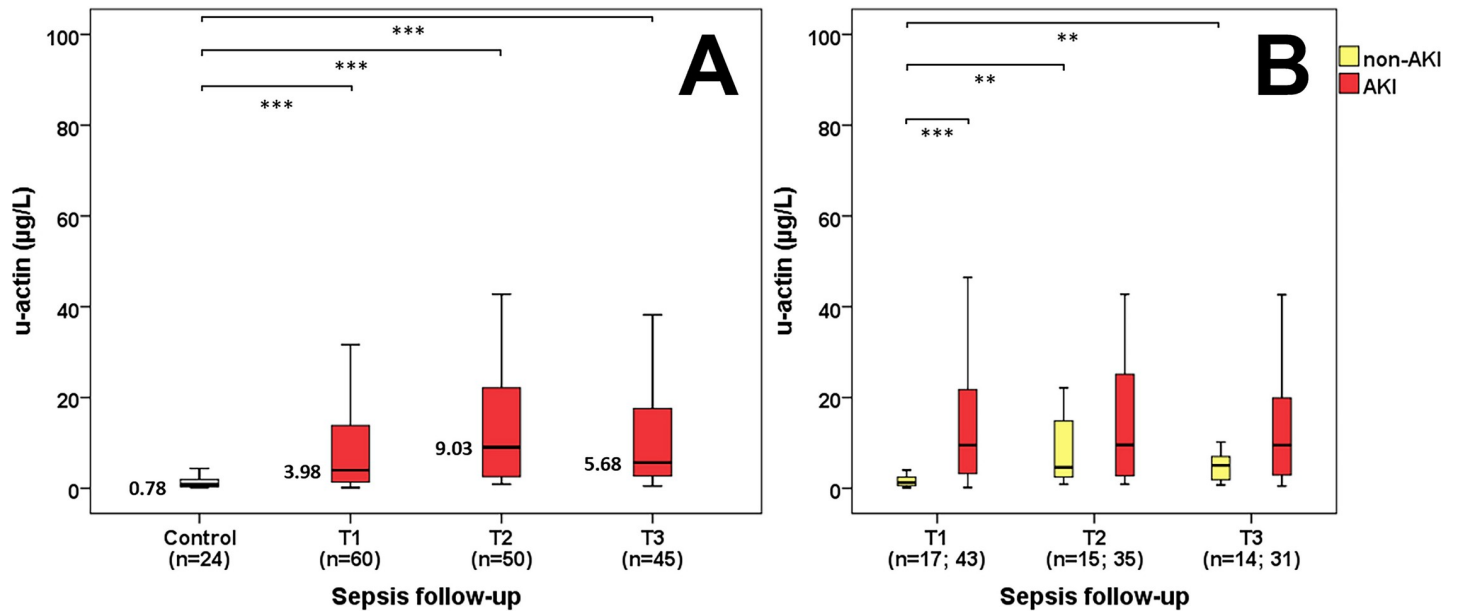 A
u-actin (µg/L)
100
80
60
40
20
0
***
***
***
0.78
3.98
9.03
5.68
Control
(n=24)
T1
(n=60)
T2
(n=50)
T3
(n=45)
Sepsis follow-up
B
u-actin (µg/L)
100
80
60
40
20
0
**
**
***
T1
(n=17; 43)
T2
(n=15; 35)
T3
(n=14; 31)
Sepsis follow-up
non-AKI
AKI